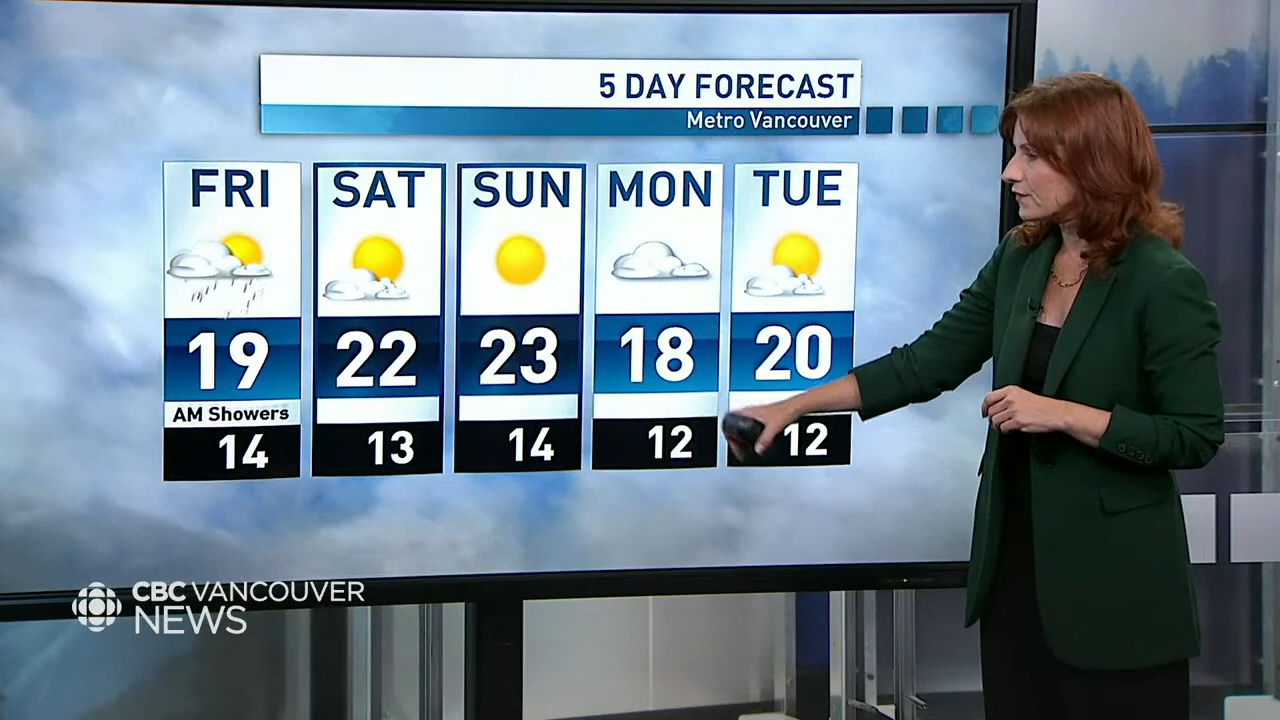 5 DAY FORECAST
Metro Vancouver
FRI SAT SUN MON TUE
19 22 23 18 20
AM Showers
14 13 14 12 12
CBC VANCOUVER
NEWS